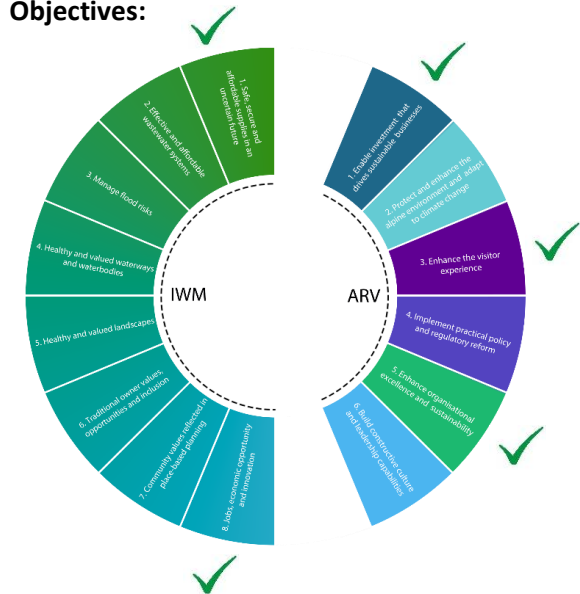 Objectives:
1. Safe, secure and
affordable supplies in an
uncertain future
2. Effective and affordable
wastewater systems
3. Manage flood risks
4. Healthy and valued waterways
and waterbodies
5. Healthy and valued landscapes
6. Traditional owner values,
opportunities and inclusion
7. Community values reflected in
place-based planning
8. Jobs, economic opportunity
and innovation
IWM
ARV
1. Enable investment that
drives sustainable businesses
2. Protect and enhance the
alpine environment and adapt
to climate change
3. Enhance the visitor
experience
4. Implement practical policy
and regulatory reform
5. Enhance organisational
excellence and sustainability
6. Build constructive culture
and leadership capabilities